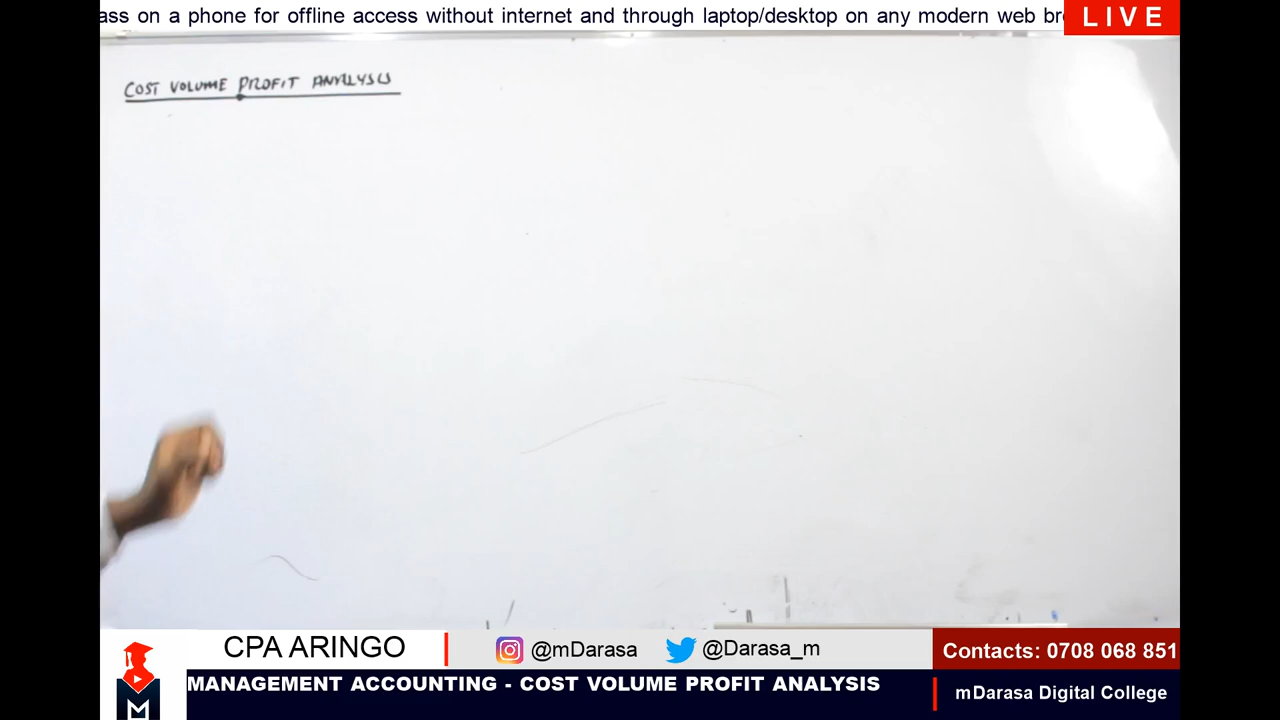 ass on a phone for offline access without internet and through laptop/desktop on any modern web bro
LIVE
COST VOLUME PROFIT ANALYSIS
CPA ARINGO
@mDarasa
@Darasa_m
Contacts: 0708 068 851
MANAGEMENT ACCOUNTING - COST VOLUME PROFIT ANALYSIS
mDarasa Digital College
M